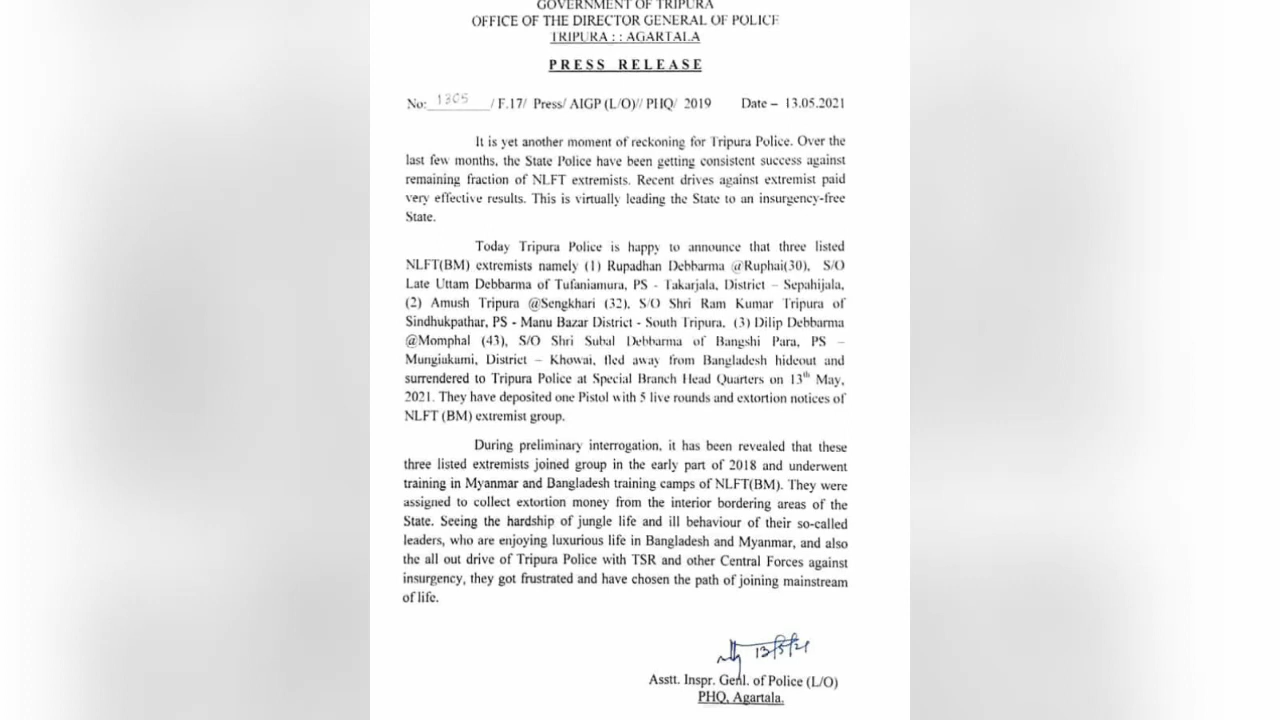 GOVERNMENT OF TRIPURA
OFFICE OF THE DIRECTOR GENERAL OF POLICE
TRIPURA : : AGARTALA
PRESS RELEASE
No: 1305 / F.17/ Press/ AIGP (L/O)// PHQ/ 2019 Date – 13.05.2021
It is yet another moment of reckoning for Tripura Police. Over the
last few months, the State Police have been getting consistent success against
remaining fraction of NLFT extremists. Recent drives against extremist paid
very effective results. This is virtually leading the State to an insurgency-free
State.
Today Tripura Police is happy to announce that three listed
NLFT(BM) extremists namely (1) Rupadhan Debbarma @Ruphai(30), S/O
Late Uttam Debbarma of Tufaniamura, PS - Takarjala, District – Sepahijala,
(2) Amush Tripura @Sengkhari (32), S/O Shri Ram Kumar Tripura of
Sindhukpathar, PS - Manu Bazar District - South Tripura, (3) Dilip Debbarma
@Momphal (43), S/O Shri Subal Debbarma of Bangshi Para, PS –
Mungiakumi, District – Khowai, fled away from Bangladesh hideout and
surrendered to Tripura Police at Special Branch Head Quarters on 13th May,
2021. They have deposited one Pistol with 5 live rounds and extortion notices of
NLFT (BM) extremist group.
During preliminary interrogation, it has been revealed that these
three listed extremists joined group in the early part of 2018 and underwent
training in Myanmar and Bangladesh training camps of NLFT(BM). They were
assigned to collect extortion money from the interior bordering areas of the
State. Seeing the hardship of jungle life and ill behaviour of their so-called
leaders, who are enjoying luxurious life in Bangladesh and Myanmar, and also
the all out drive of Tripura Police with TSR and other Central Forces against
insurgency, they got frustrated and have chosen the path of joining mainstream
of life.
13/5/21
Asstt. Inspr. Genl. of Police (L/O)
PHQ, Agartala.